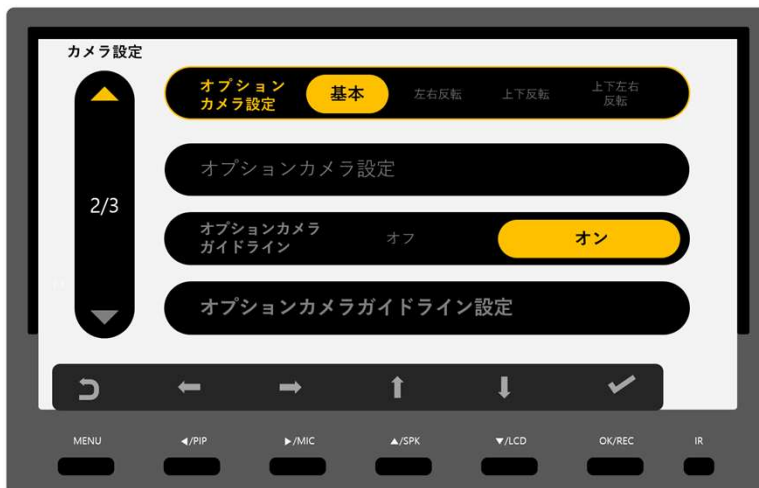 カメラ設定
2/3
オプション
カメラ設定
基本
左右反転
上下反転
上下左右
反転
オプションカメラ設定
オプションカメラ
ガイドライン
オフ
オン
オプションカメラガイドライン設定
MENU
◀/PIP
▶/MIC
▲/SPK
▼/LCD
OK/REC
IR